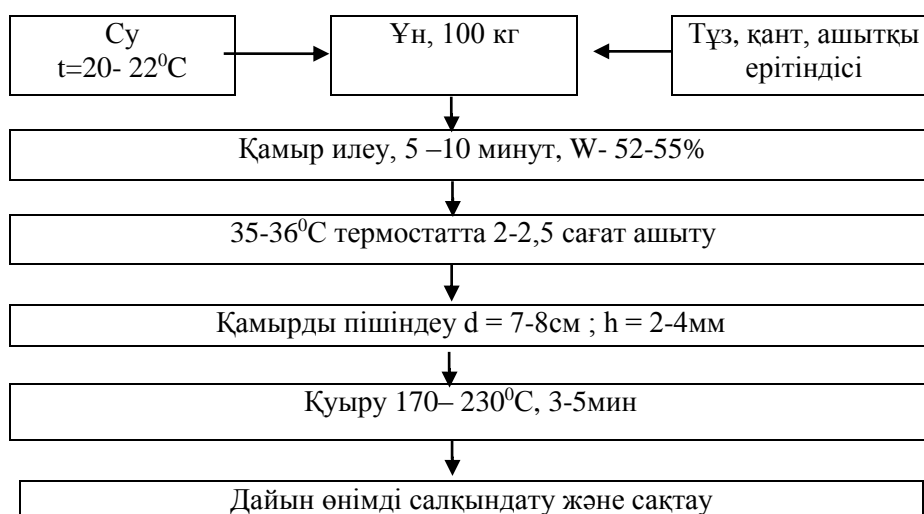 Су
t=20- 22⁰С
Ұн, 100 кг
Тұз, қант, ашытқы
ерітіндісі
Қамыр илеу, 5 –10 минут, W- 52-55%
35-36⁰С термостатта 2-2,5 сағат ашыту
Қамырды пішіндеу d = 7-8см ; h = 2-4мм
Қуыру 170– 230⁰С, 3-5мин
Дайын өнімді салқындату және сақтау